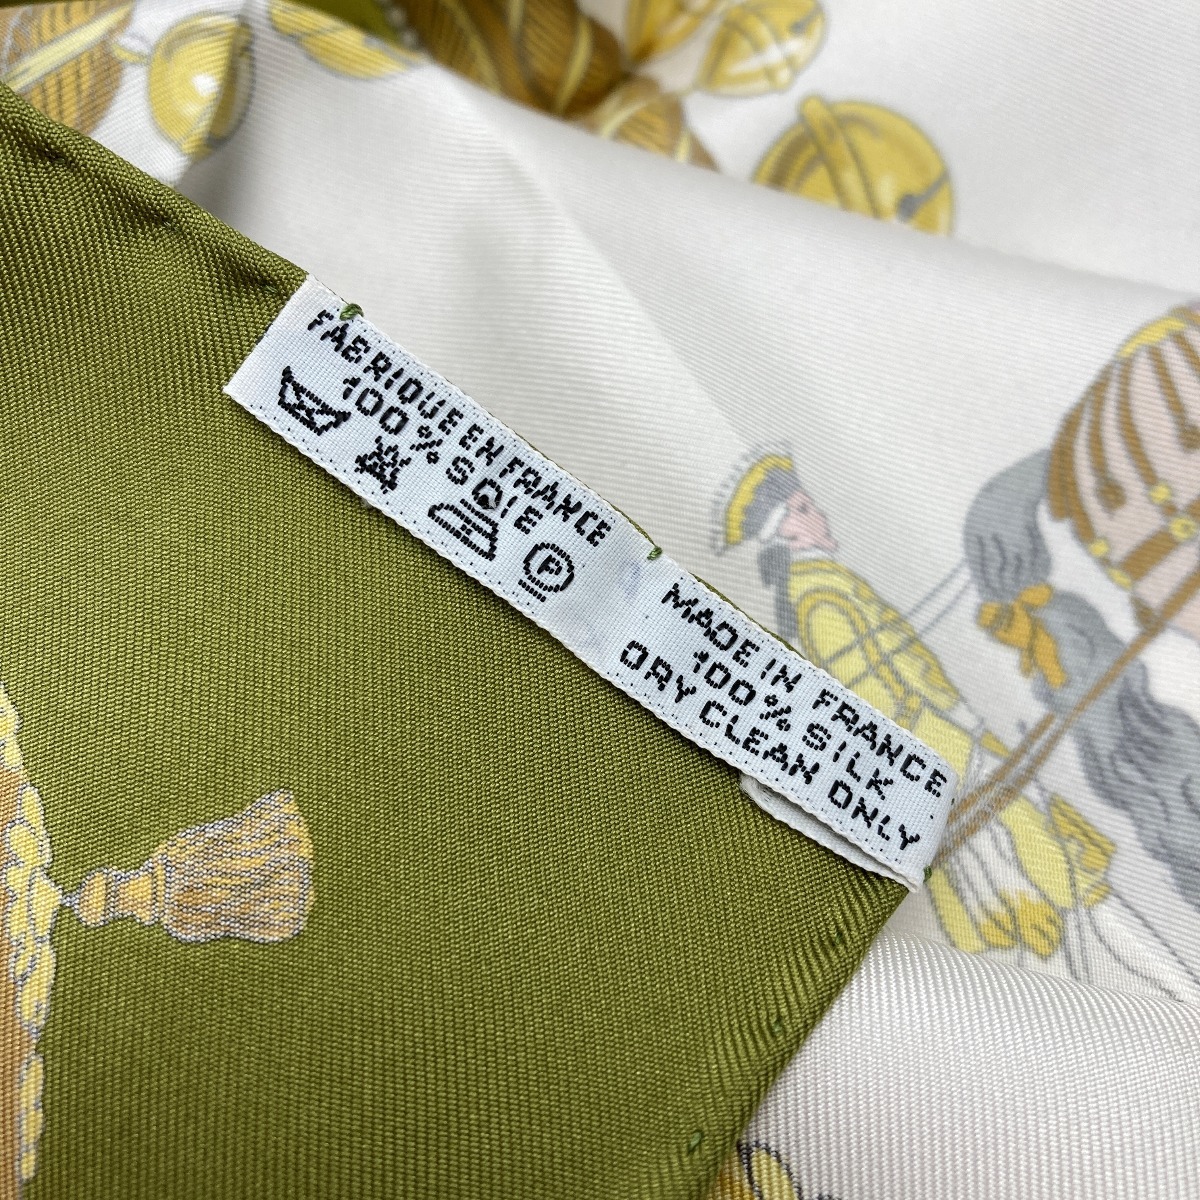 FABRIQUE EN FRANCE
100% SOIE
P
MADE IN FRANCE
100% SILK
DRY CLEAN ONLY